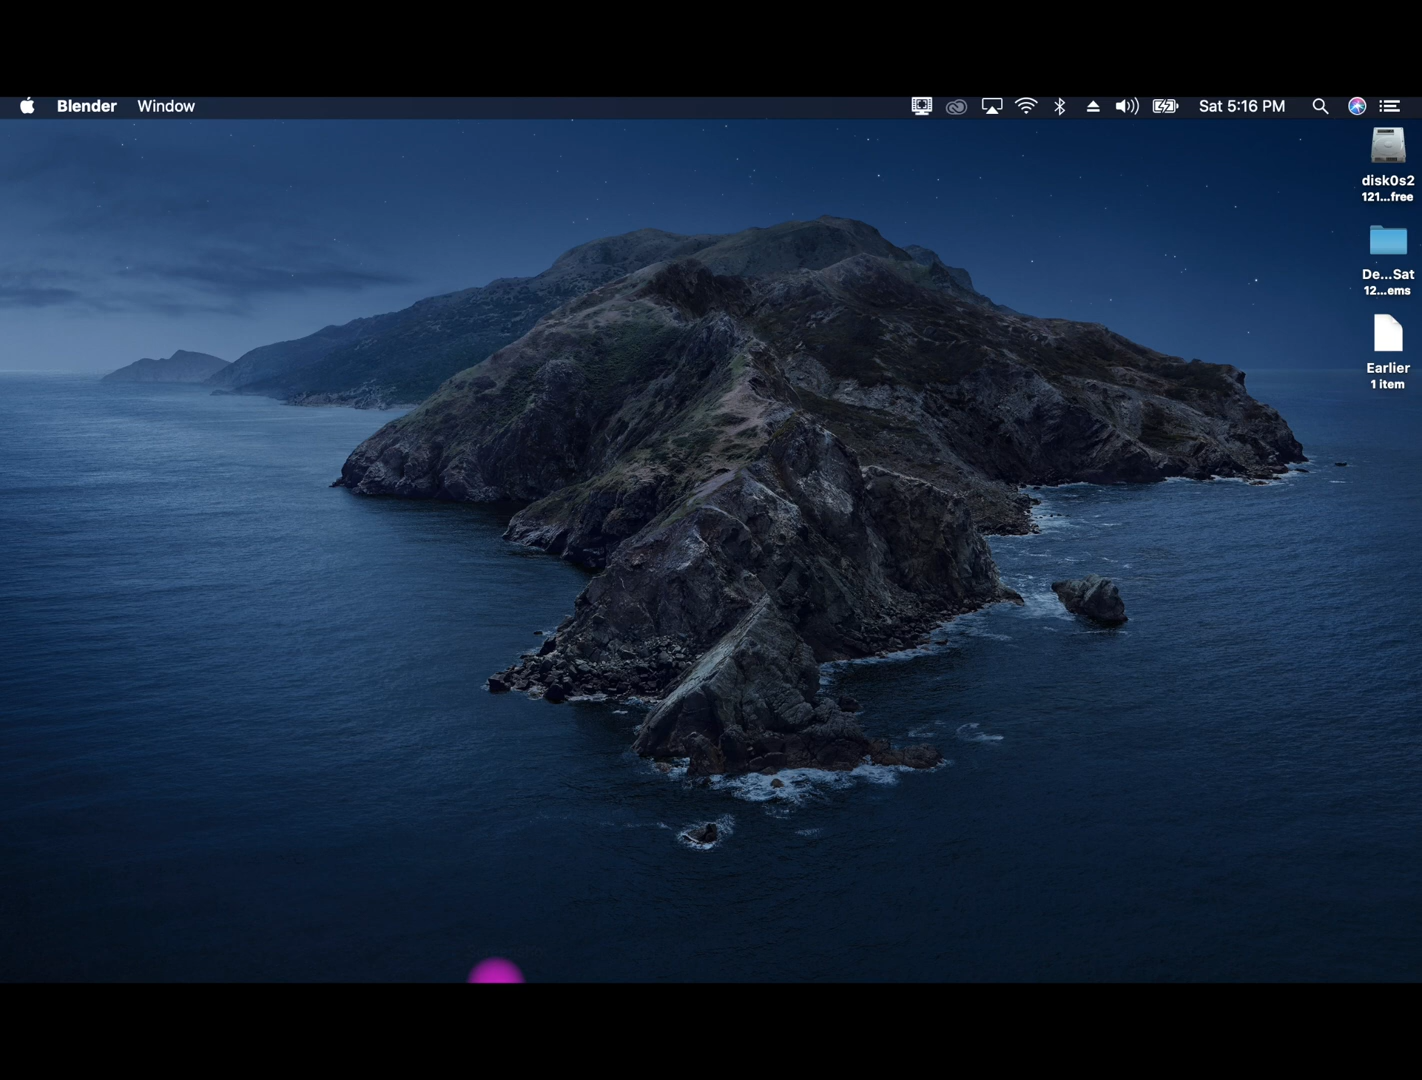 Blender Window Sat 5:16 PM
disk0s2
121...free
De...Sat
12...ems
Earlier
1 item